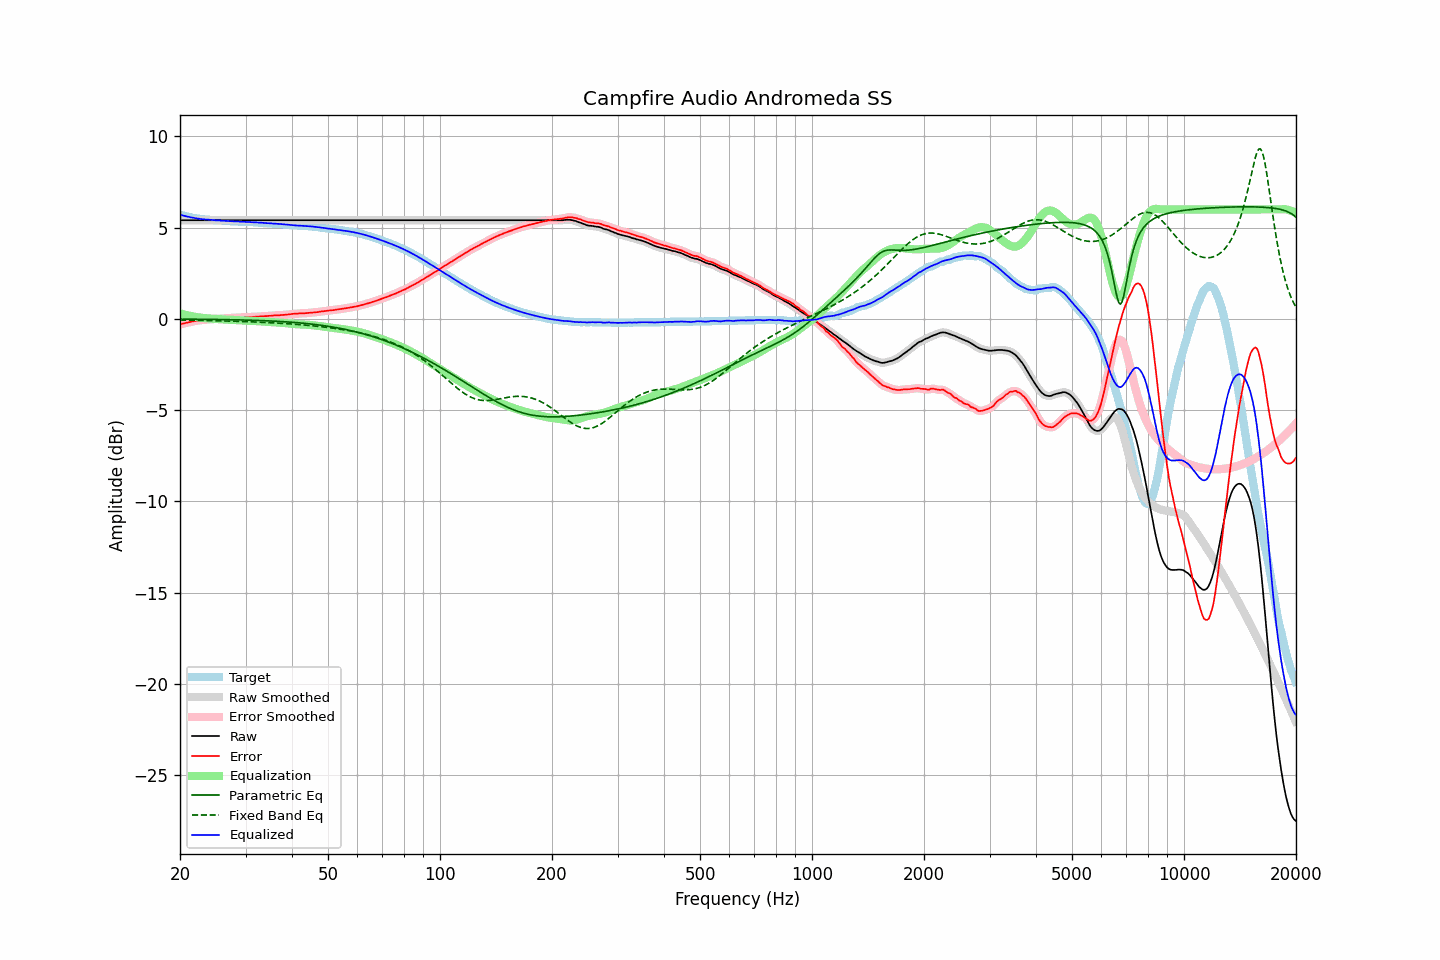 Campfire Audio Andromeda SS
10
5
0
−5
−10
−15
−20
−25
Amplitude (dBr)
Target
Raw Smoothed
Error Smoothed
Raw
Error
Equalization
Parametric Eq
Fixed Band Eq
Equalized
20 50 100 200 500 1000 2000 5000 10000 20000
Frequency (Hz)